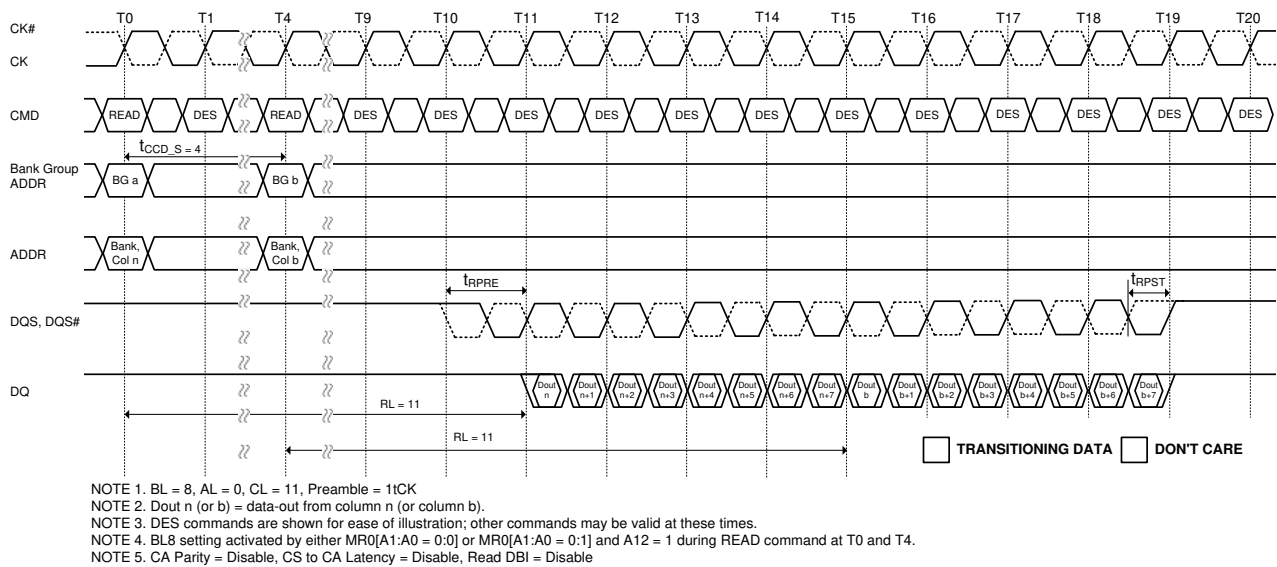 T0 T1 T4 T9 T10 T11 T12 T13 T14 T15 T16 T17 T18 T19 T20
CK#
CK
CMD READ DES READ DES DES DES DES DES DES DES DES DES DES DES DES
tCCD_S = 4
Bank Group
ADDR
BG a BG b
ADDR
Bank,
Col n
Bank,
Col b
tRPRE tRPST
DQS, DQS#
DQ
Dout
n
Dout
n+1
Dout
n+2
Dout
n+3
Dout
n+4
Dout
n+5
Dout
n+6
Dout
n+7
Dout
b
Dout
b+1
Dout
b+2
Dout
b+3
Dout
b+4
Dout
b+5
Dout
b+6
Dout
b+7
RL = 11
RL = 11
TRANSITIONING DATA DON'T CARE
NOTE 1. BL = 8, AL = 0, CL = 11, Preamble = 1tCK
NOTE 2. Dout n (or b) = data-out from column n (or column b).
NOTE 3. DES commands are shown for ease of illustration; other commands may be valid at these times.
NOTE 4. BL8 setting activated by either MR0[A1:A0 = 0:0] or MR0[A1:A0 = 0:1] and A12 = 1 during READ command at T0 and T4.
NOTE 5. CA Parity = Disable, CS to CA Latency = Disable, Read DBI = Disable